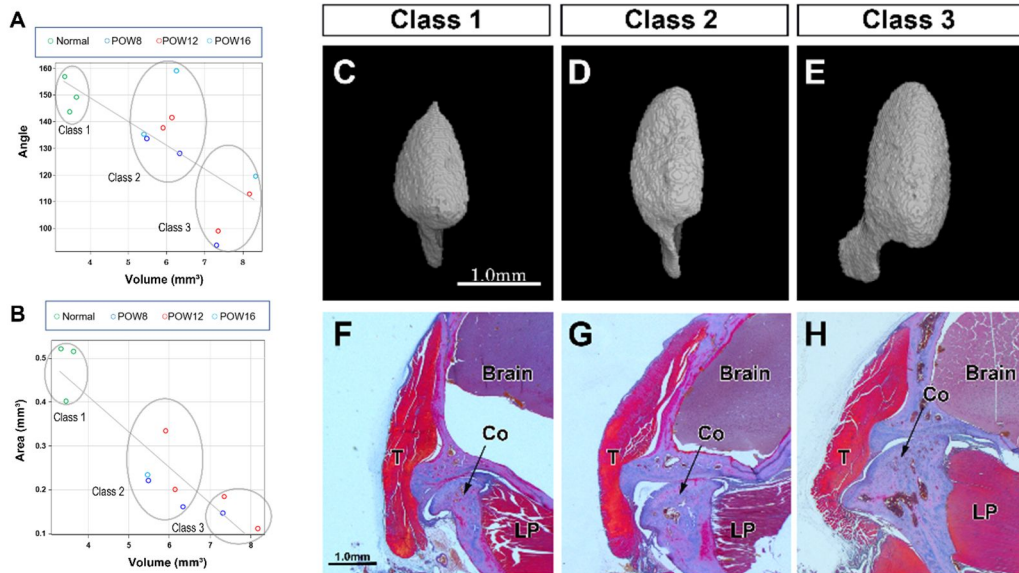 A
Normal POW8 POW12 POW16
160
150
140
130
120
110
100
Angle
Class 1
Class 2
Class 3
4 5 6 7 8
Volume (mm³)
B
Normal POW8 POW12 POW16
0.5
0.4
0.3
0.2
0.1
Area (mm³)
Class 1
Class 2
Class 3
4 5 6 7 8
Volume (mm³)
Class 1 Class 2 Class 3
C D E
1.0mm
F G H
Brain Brain Brain
Co Co Co
T T T
LP LP LP
1.0mm